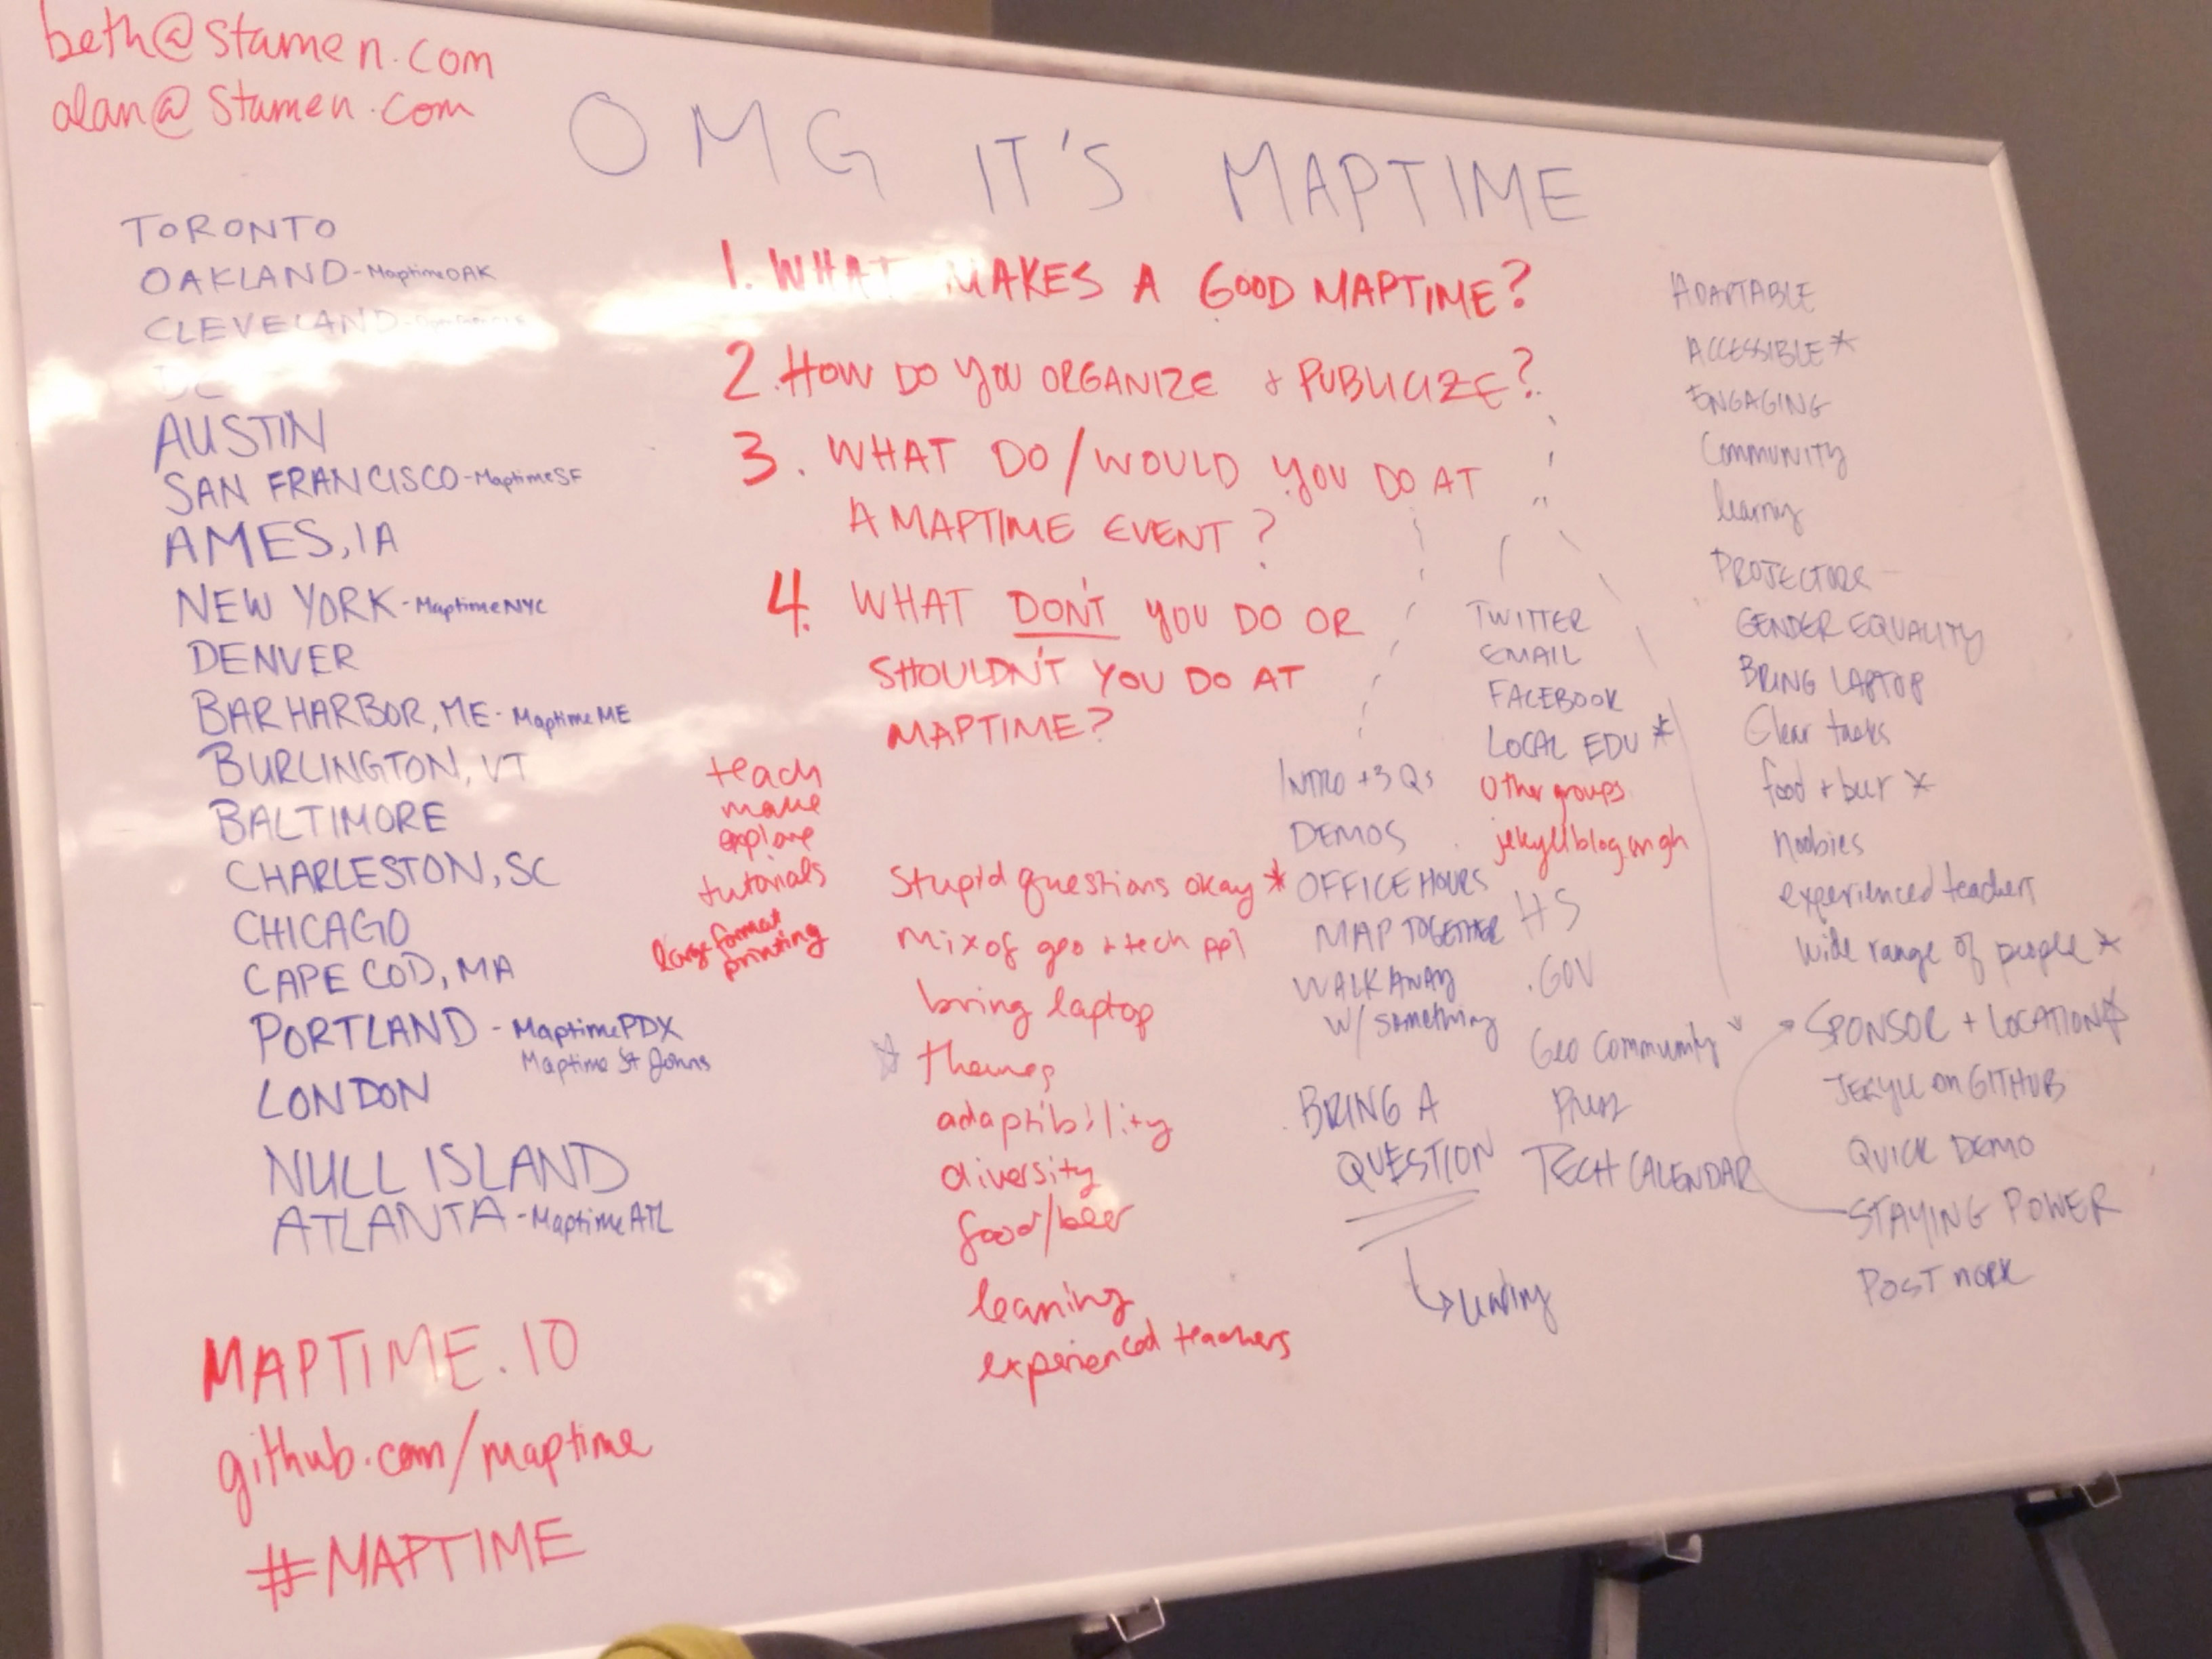 beth@stamen.com
alan@stamen.com
OMG IT'S MAPTIME
TORONTO
OAKLAND - MaptimeOAK
CLEVELAND -
DC
AUSTIN
SAN FRANCISCO - MaptimeSF
AMES, IA
NEW YORK - MaptimeNYC
DENVER
BAR HARBOR, ME - MaptimeME
BURLINGTON, VT
BALTIMORE
CHARLESTON, SC
CHICAGO
CAPE COD, MA
PORTLAND - MaptimePDX
Maptime St Johns
LONDON
NULL ISLAND
ATLANTA - MaptimeATL
MAPTIME.IO
github.com/maptime
#MAPTIME
1. WHAT MAKES A GOOD MAPTIME?
2. HOW DO YOU ORGANIZE + PUBLICIZE?
3. WHAT DO/WOULD YOU DO AT
A MAPTIME EVENT?
4. WHAT DON'T YOU DO OR
SHOULDN'T YOU DO AT
MAPTIME?
teach
make
explore
tutorials
large format
printing
Stupid questions okay *
Mix of geo + tech ppl
bring laptop
☆ themes
adaptibility
diversity
food/beer
learning
experienced teachers
INTRO + 3 Qs
DEMOS
OFFICE HOURS
MAP TOGETHER
WALK AWAY
W/ something
BRING A
QUESTION
TWITTER
EMAIL
FACEBOOK
LOCAL EDU *
Other groups
jekyll blog on gh
HS
.GOV
Geo Community
TECH CALENDAR
ADAPTABLE
ACCESSIBLE *
ENGAGING
Community
learning
PROJECTOR
GENDER EQUALITY
BRING LAPTOP
Clear tasks
food + beer *
noobies
experienced teachers
wide range of people *
SPONSOR + LOCATION *
JEKYLL on GITHUB
QUICK DEMO
STAYING POWER
POST WORK